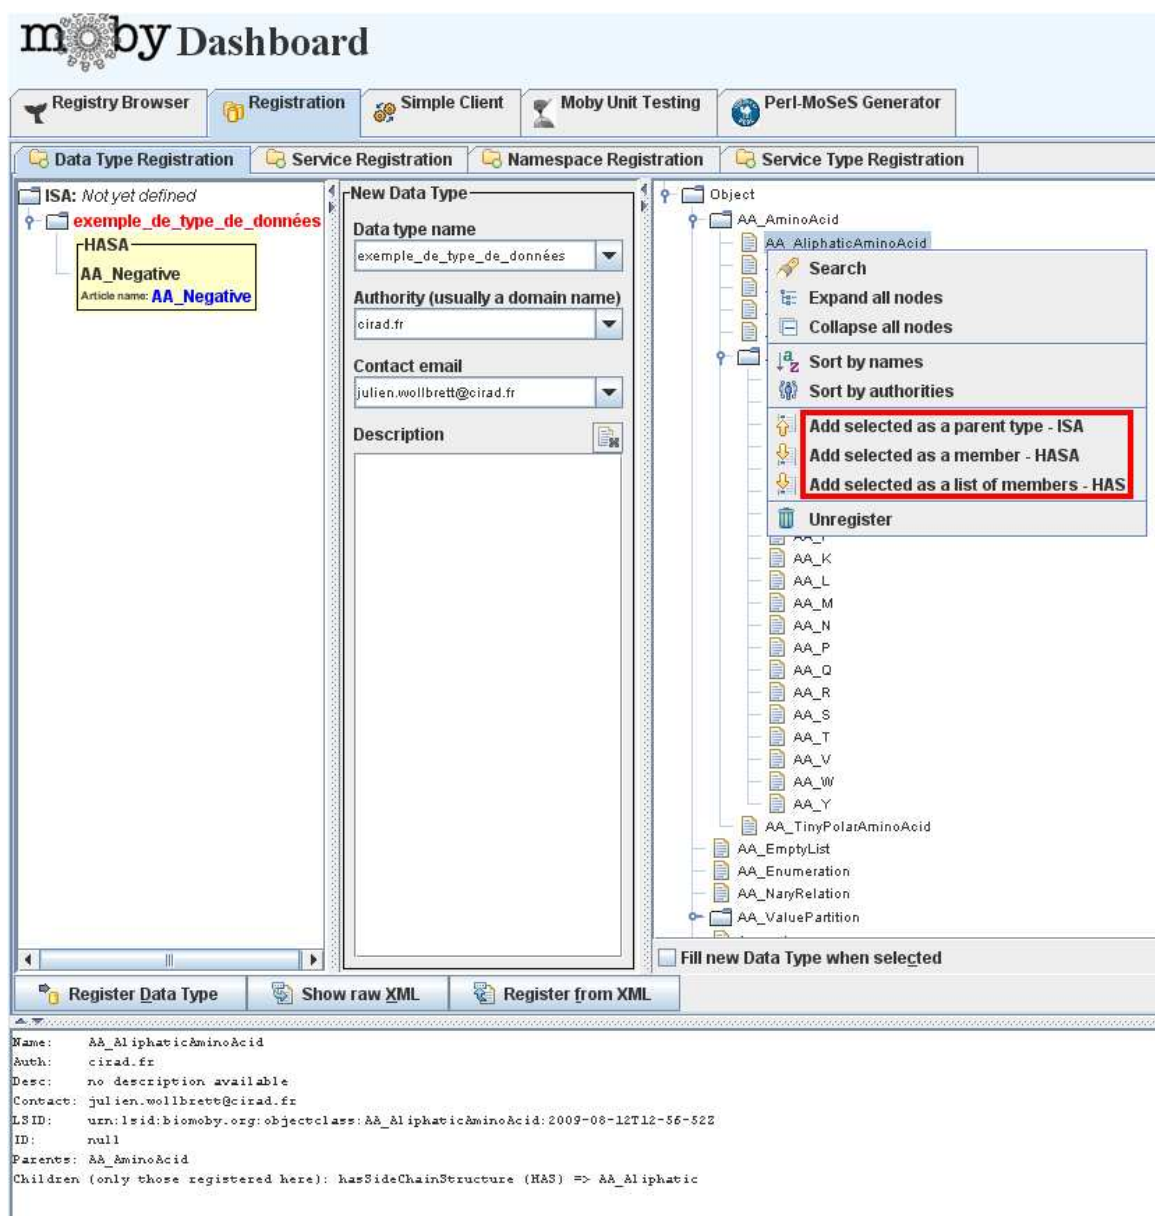 moby Dashboard
Registry Browser
Registration
Simple Client
Moby Unit Testing
Perl-MoSeS Generator
Data Type Registration
Service Registration
Namespace Registration
Service Type Registration
ISA: Not yet defined
exemple_de_type_de_données
HASA
AA_Negative
Article name: AA_Negative
New Data Type
Data type name
exemple_de_type_de_données
Authority (usually a domain name)
cirad.fr
Contact email
julien.wollbrett@cirad.fr
Description
Object
AA_AminoAcid
AA_AliphaticAminoAcid
Search
Expand all nodes
Collapse all nodes
Sort by names
Sort by authorities
Add selected as a parent type - ISA
Add selected as a member - HASA
Add selected as a list of members - HAS
Unregister
AA_K
AA_L
AA_M
AA_N
AA_P
AA_Q
AA_R
AA_S
AA_T
AA_V
AA_W
AA_Y
AA_TinyPolarAminoAcid
AA_EmptyList
AA_Enumeration
AA_NaryRelation
AA_ValuePartition
Fill new Data Type when selected
Register Data Type
Show raw XML
Register from XML
Name: AA_AliphaticAminoAcid
Auth: cirad.fr
Desc: no description available
Contact: julien.wollbrett@cirad.fr
LSID: urn:lsid:biomoby.org:objectclass:AA_AliphaticAminoAcid:2009-08-12T12-56-52Z
ID: null
Parents: AA_AminoAcid
Children (only those registered here): hasSideChainStructure (HAS) => AA_Aliphatic